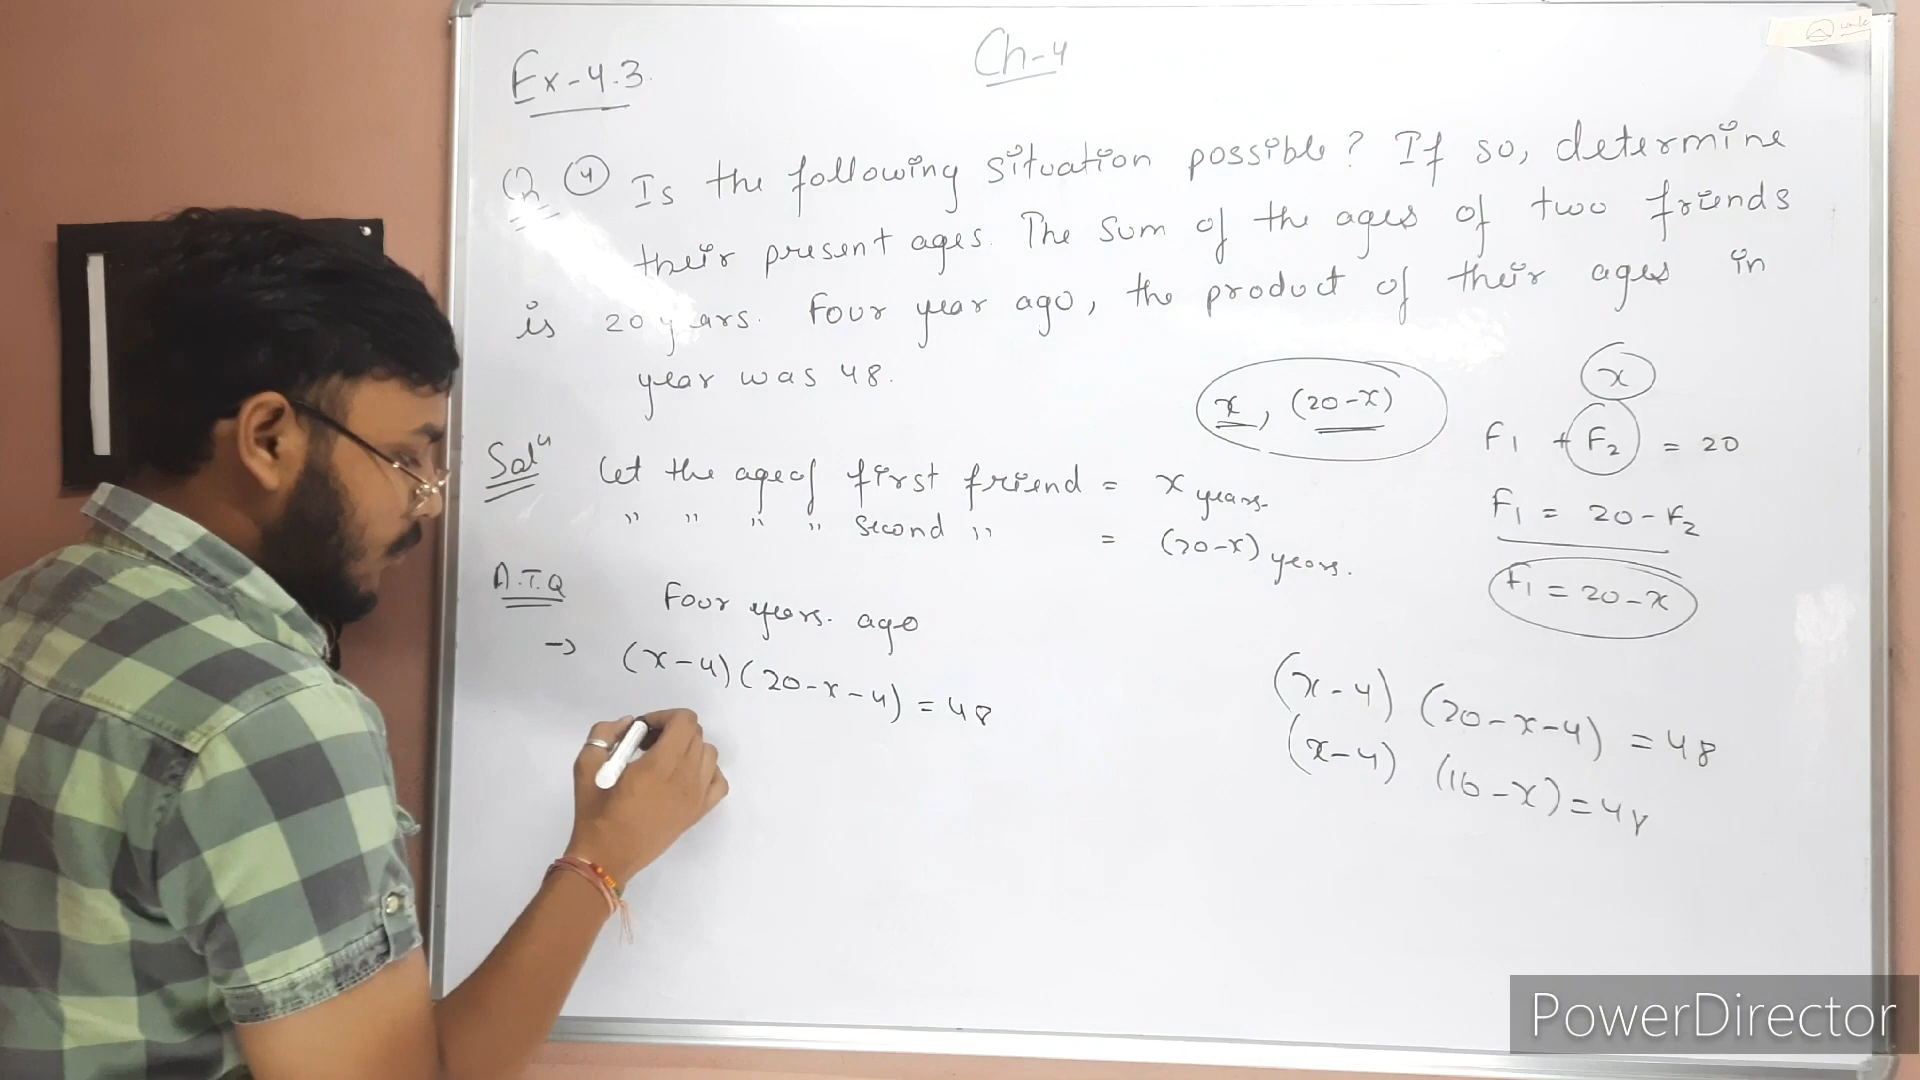 Ch-4
Ex-4.3.
Q ④ Is the following situation possible? If so, determine
their present ages. The sum of the ages of two friends
is 20 years. Four year ago, the product of their ages in
year was 48.
x, (20-x)
x
F1 + F2 = 20
F1 = 20-F2
F1 = 20-x
Solⁿ Let the age of first friend = x years.
" " " " second " = (20-x) years.
A.T.Q Four years. ago
→ (x-4)(20-x-4) = 48
(x-4) (20-x-4) = 48
(x-4) (16-x) = 48
PowerDirector